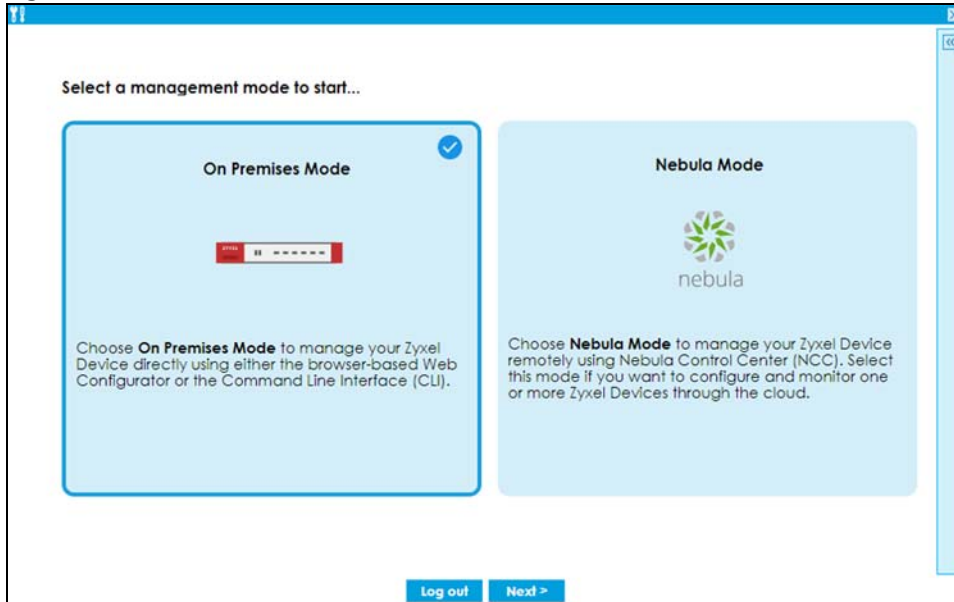 Select a management mode to start...
On Premises Mode
ZYXEL
Choose On Premises Mode to manage your Zyxel
Device directly using either the browser-based Web
Configurator or the Command Line Interface (CLI).
Nebula Mode
nebula
Choose Nebula Mode to manage your Zyxel Device
remotely using Nebula Control Center (NCC). Select
this mode if you want to configure and monitor one
or more Zyxel Devices through the cloud.
Log out
Next >